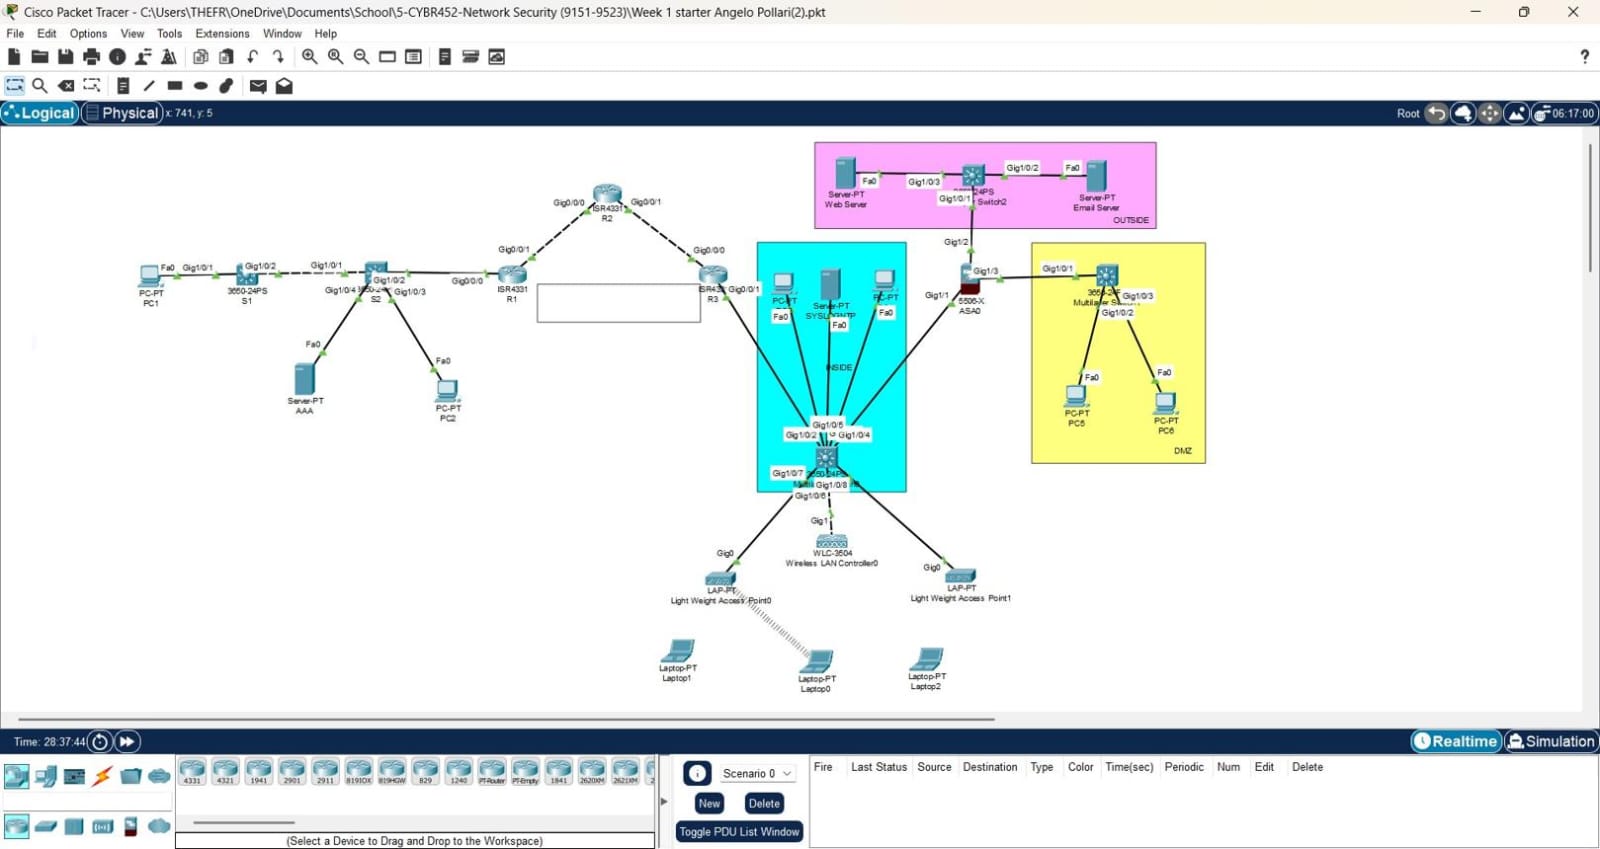 Cisco Packet Tracer - C:\Users\THEFR\OneDrive\Documents\School\5-CYBR452-Network Security (9151-9523)\Week 1 starter Angelo Pollari(2).pkt
File Edit Options View Tools Extensions Window Help
?
Logical Physical x: 741, y: 5
Root 06:17:00
Server-PT
Web Server
Fa0
Gig1/0/3
Gig1/0/2
Fa0
24PS
Switch2
Gig1/0/1
Server-PT
Email Server
OUTSIDE
Gig0/0/0
ISR4331
R2
Gig0/0/1
Gig1/2
Gig0/0/1
Gig0/0/0
PC-PT
PC1
Fa0
Gig1/0/1
Gig1/0/2
3650-24PS
S1
Gig1/0/1
Gig1/0/2
Gig1/0/4
S2
Gig1/0/3
Gig0/0/0
ISR4331
R1
R3
Gig0/0/1
PC-PT
Fa0
Server-PT
Fa0
PC-PT
Fa0
INSIDE
Gig1/1
Gig1/3
5506-X
ASA0
Gig1/0/1
Gig1/0/3
Gig1/0/2
Fa0
Fa0
PC-PT
PC5
PC-PT
PC6
DMZ
Fa0
Server-PT
AAA
Fa0
PC-PT
PC2
Gig1/0/5
Gig1/0/2
Gig1/0/4
Gig1/0/7
Gig1/0/8
Gig1/0/6
Gig1
WLC-3504
Wireless LAN Controller0
Gig0
LAP-PT
Light Weight Access Point0
Gig0
LAP-PT
Light Weight Access Point1
Laptop-PT
Laptop1
Laptop-PT
Laptop0
Laptop-PT
Laptop2
Time: 28:37:44
Realtime Simulation
4331 4321 1941 2901 2911 819IOX 819HGW 829 1240 PT-Router PT-Empty 1841 2620XM 2621XM 2
(Select a Device to Drag and Drop to the Workspace)
Scenario 0
New Delete
Toggle PDU List Window
Fire Last Status Source Destination Type Color Time(sec) Periodic Num Edit Delete